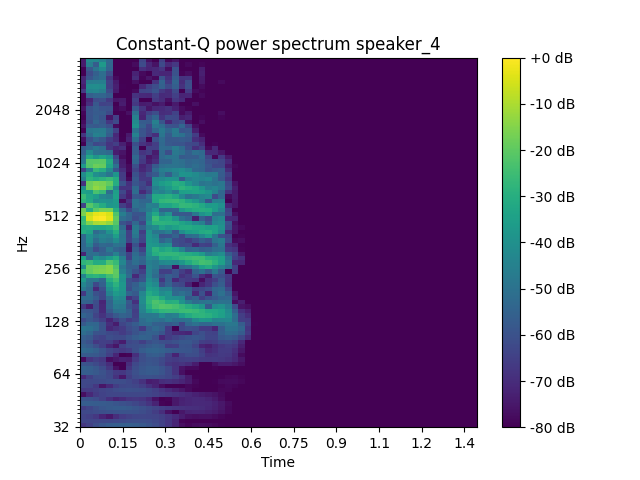 Constant-Q power spectrum speaker_4
Hz
2048
1024
512
256
128
64
32
0 0.15 0.3 0.45 0.6 0.75 0.9 1.1 1.2 1.4
Time
+0 dB
-10 dB
-20 dB
-30 dB
-40 dB
-50 dB
-60 dB
-70 dB
-80 dB